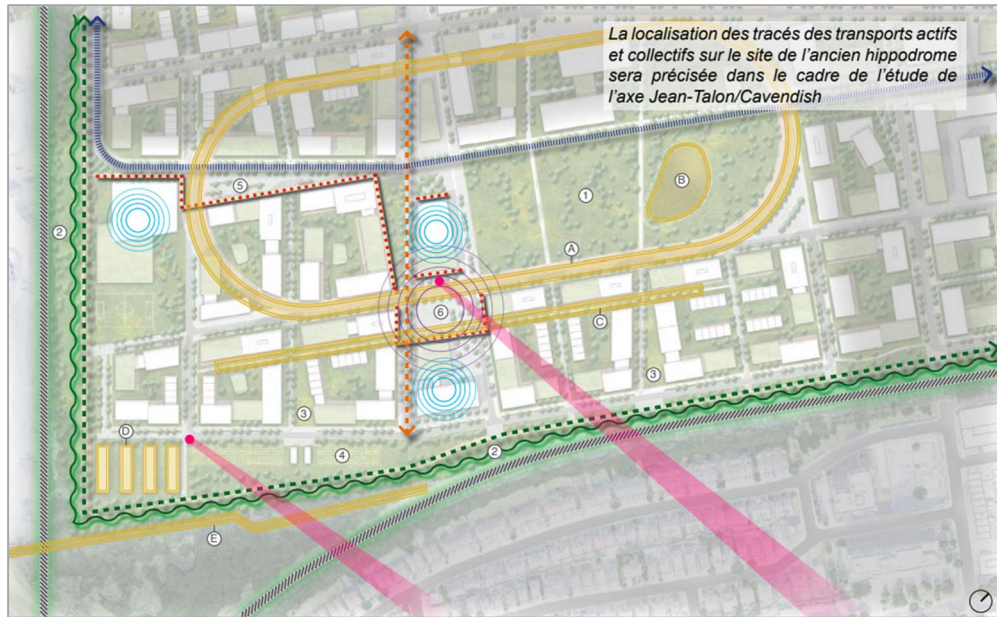 La localisation des tracés des transports actifs
et collectifs sur le site de l'ancien hippodrome
sera précisée dans le cadre de l'étude de
l'axe Jean-Talon/Cavendish
5
B
1
2
A
6
C
3
3
D
4
2
E